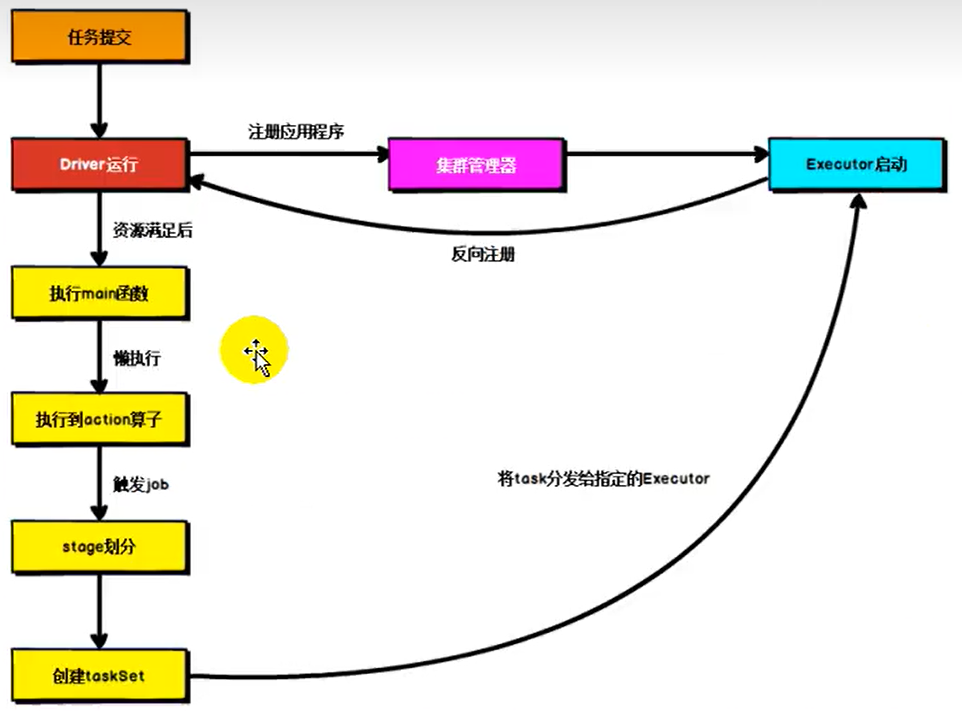 任务提交
注册应用程序
Driver运行
集群管理器
Executor启动
资源满足后
反向注册
执行main函数
懒执行
执行到action算子
将task分发给指定的Executor
触发job
stage划分
创建taskSet